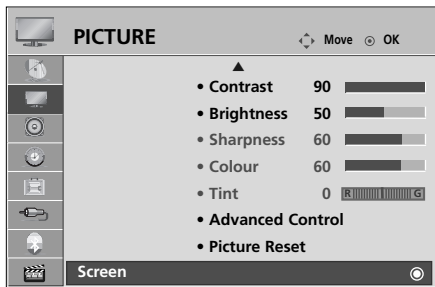 PICTURE Move OK
• Contrast 90
• Brightness 50
• Sharpness 60
• Colour 60
• Tint 0 R G
• Advanced Control
• Picture Reset
Screen